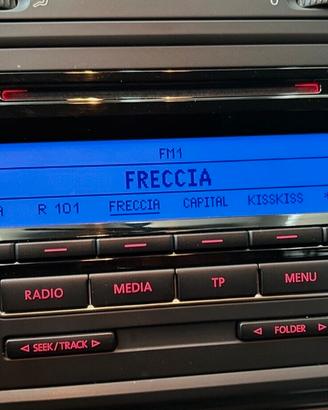 FM1
FRECCIA
A R 101 FRECCIA CAPITAL KISSKISS
RADIO MEDIA TP MENU
◁ SEEK/TRACK ▷ ◁ FOLDER ▷